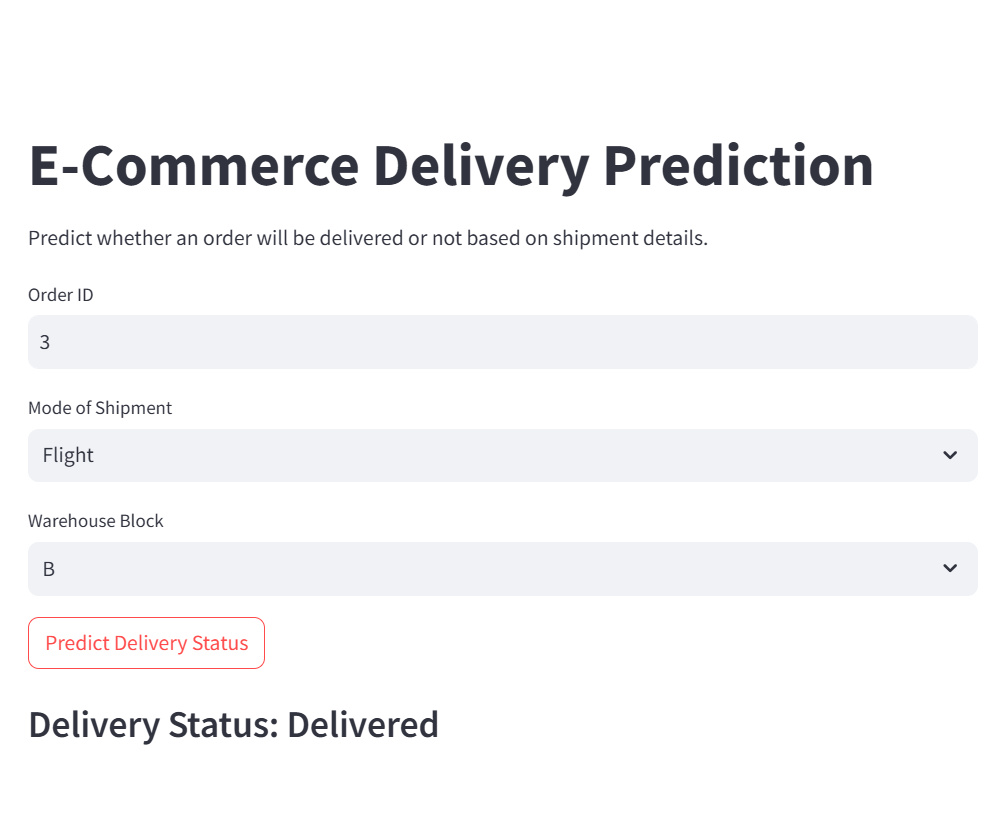 E-Commerce Delivery Prediction
Predict whether an order will be delivered or not based on shipment details.
Order ID
3
Mode of Shipment
Flight
Warehouse Block
B
Predict Delivery Status
Delivery Status: Delivered